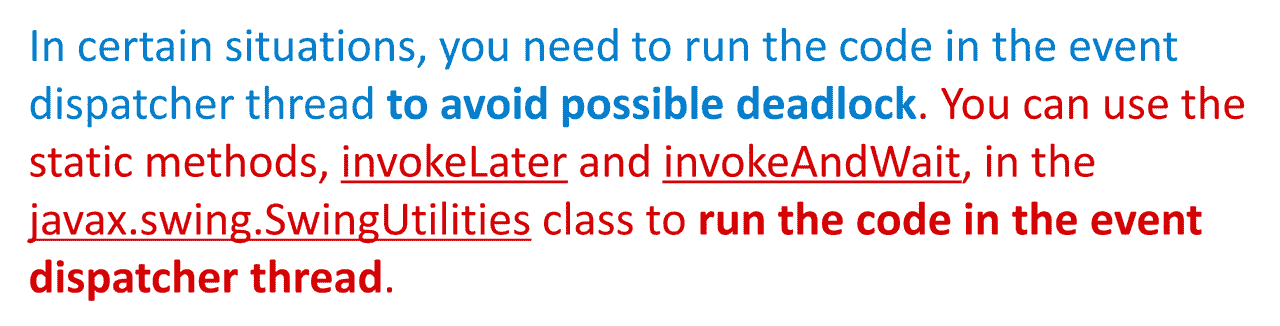 In certain situations, you need to run the code in the event
dispatcher thread to avoid possible deadlock. You can use the
static methods, invokeLater and invokeAndWait, in the
javax.swing.SwingUtilities class to run the code in the event
dispatcher thread.